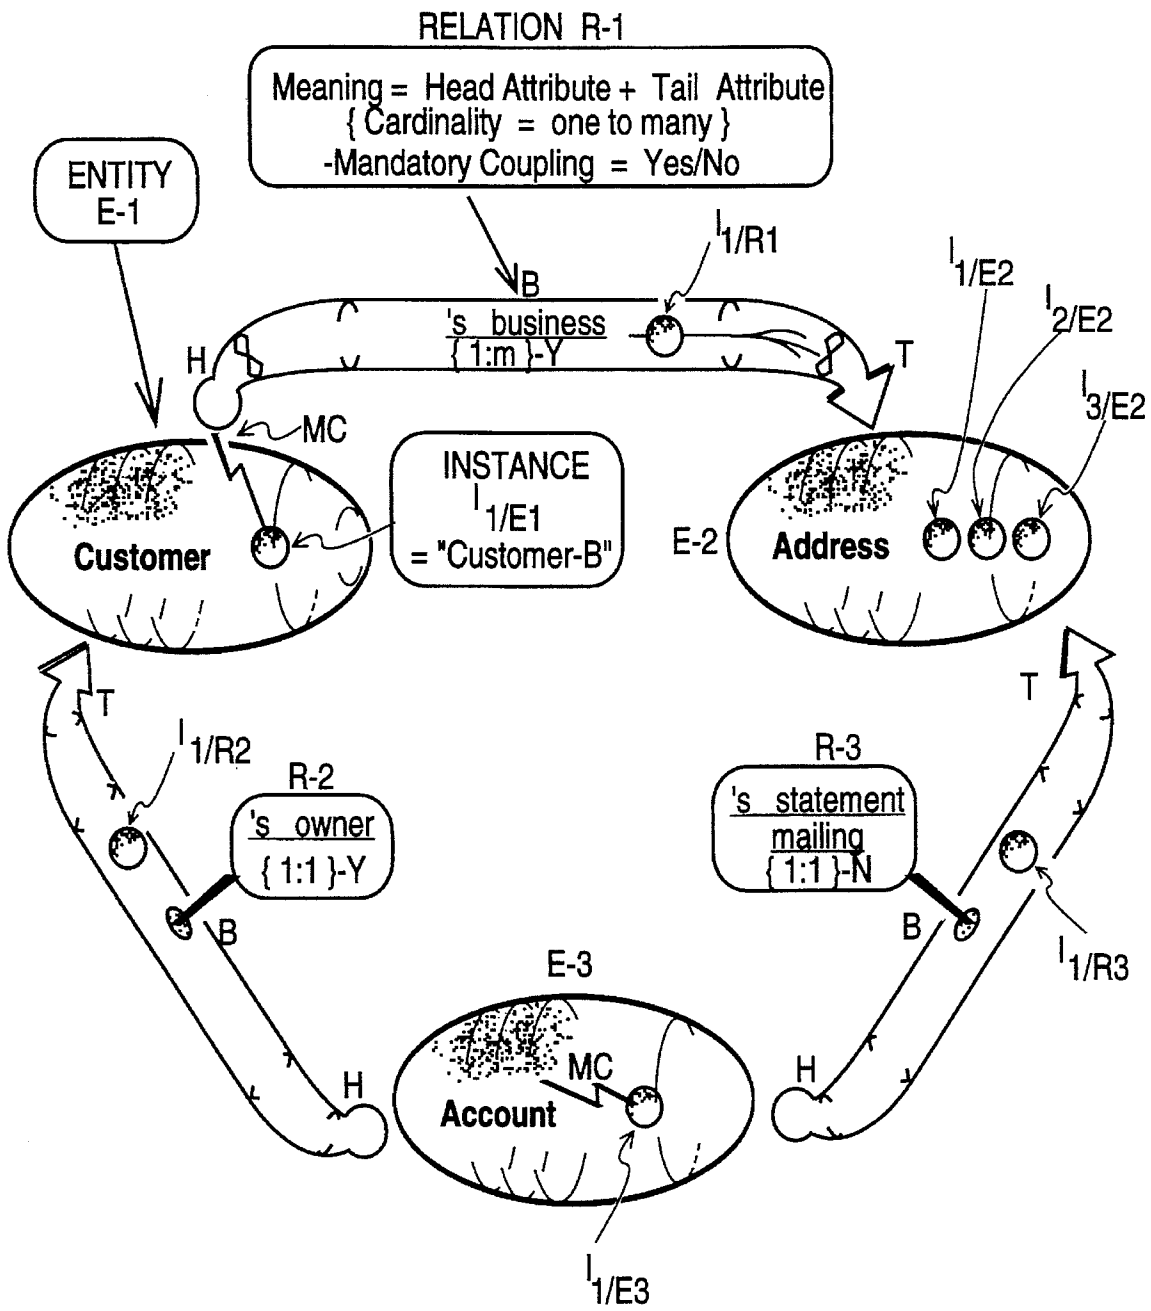 RELATION R-1
Meaning = Head Attribute + Tail Attribute
{ Cardinality = one to many }
-Mandatory Coupling = Yes/No
ENTITY
E-1
I1/R1
I1/E2
I2/E2
I3/E2
B
's business
{ 1:m }-Y
H
T
MC
INSTANCE
I1/E1
= "Customer-B"
Customer
E-2
Address
T
T
I1/R2
R-2
's owner
{ 1:1 }-Y
R-3
's statement
mailing
{ 1:1 }-N
B
B
I1/R3
E-3
H
H
MC
Account
I1/E3